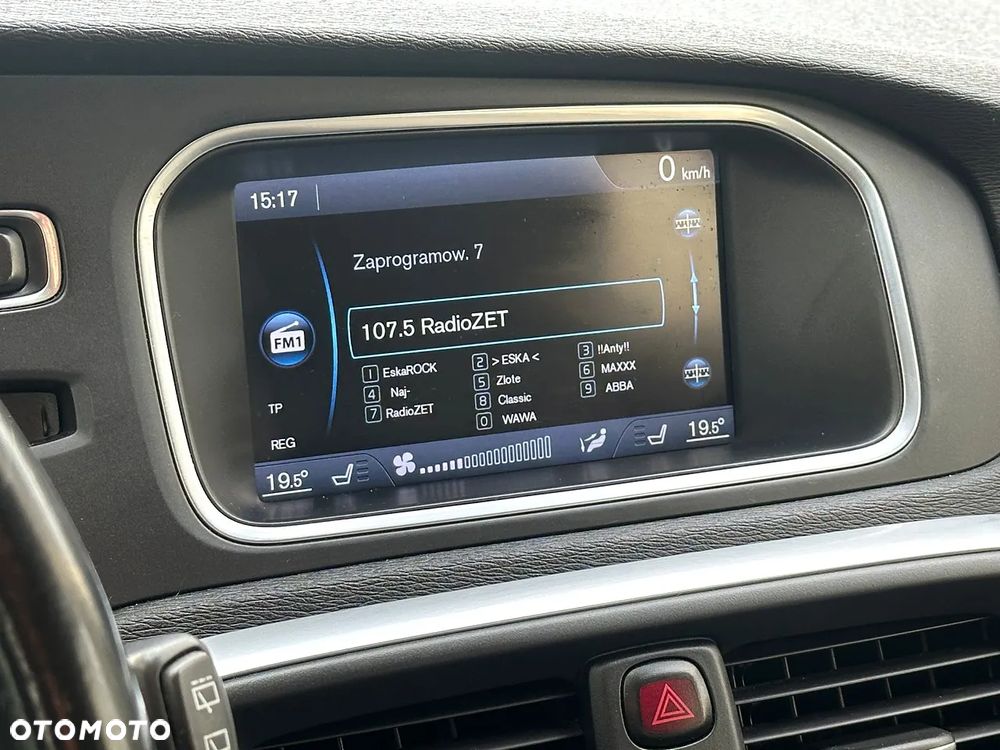 15:17
0 km/h
Zaprogramow. 7
107.5 RadioZET
FM1
1 EskaROCK 2 >ESKA< 3 !!Anty!!
4 Naj- 5 Zlote 6 MAXXX
7 RadioZET 8 Classic 9 ABBA
0 WAWA
TP
REG
19.5° 19.5°
OTOMOTO